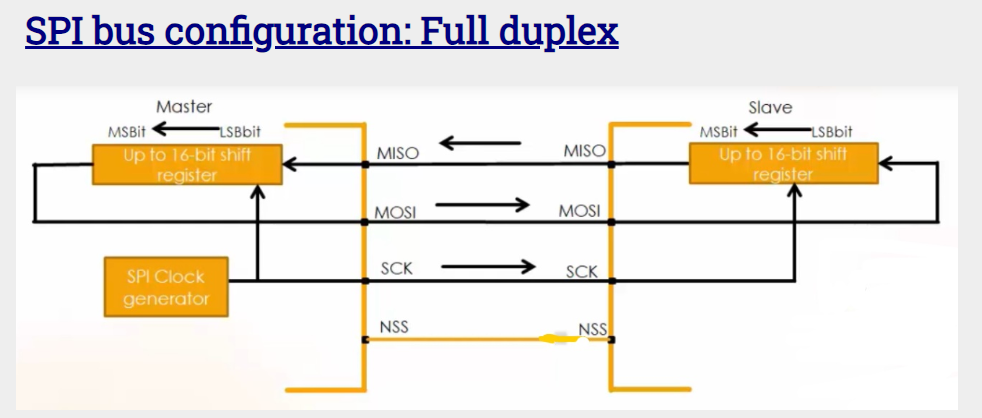 SPI bus configuration: Full duplex
Master
MSBit
LSBbit
Up to 16-bit shift
register
Slave
MSBit
LSBbit
Up to 16-bit shift
register
MISO
MISO
MOSI
MOSI
SPI Clock
generator
SCK
SCK
NSS
NSS